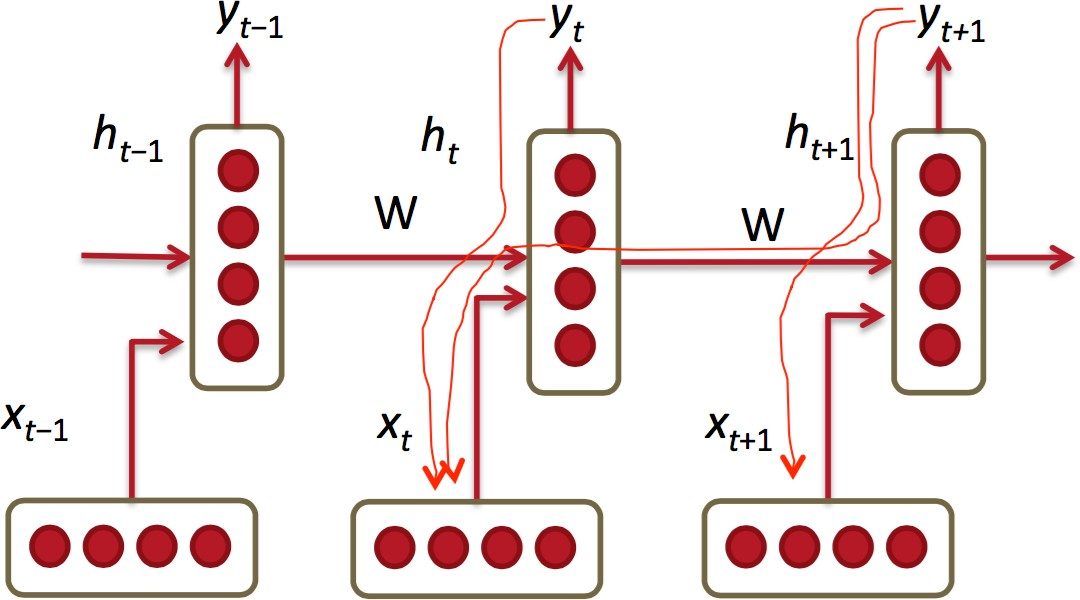 y_{t−1}
y_t
y_{t+1}
h_{t−1}
h_t
h_{t+1}
W
W
x_{t−1}
x_t
x_{t+1}